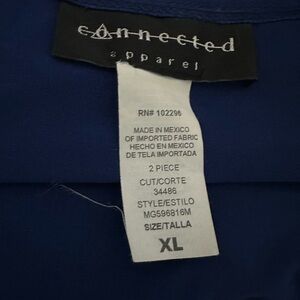 connected
apparel
RN# 102296
MADE IN MEXICO
OF IMPORTED FABRIC
HECHO EN MEXICO
DE TELA IMPORTADA
2 PIECE
CUT/CORTE
34486
STYLE/ESTILO
MG596816M
SIZE/TALLA
XL